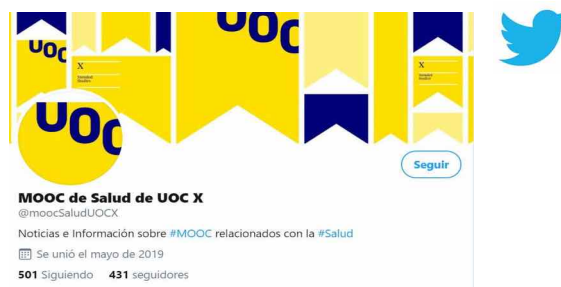 UOC
UOC
X
X
UOC
Seguir
MOOC de Salud de UOC X
@moocSaludUOCX
Noticias e Información sobre #MOOC relacionados con la #Salud
Se unió el mayo de 2019
501 Siguiendo 431 seguidores